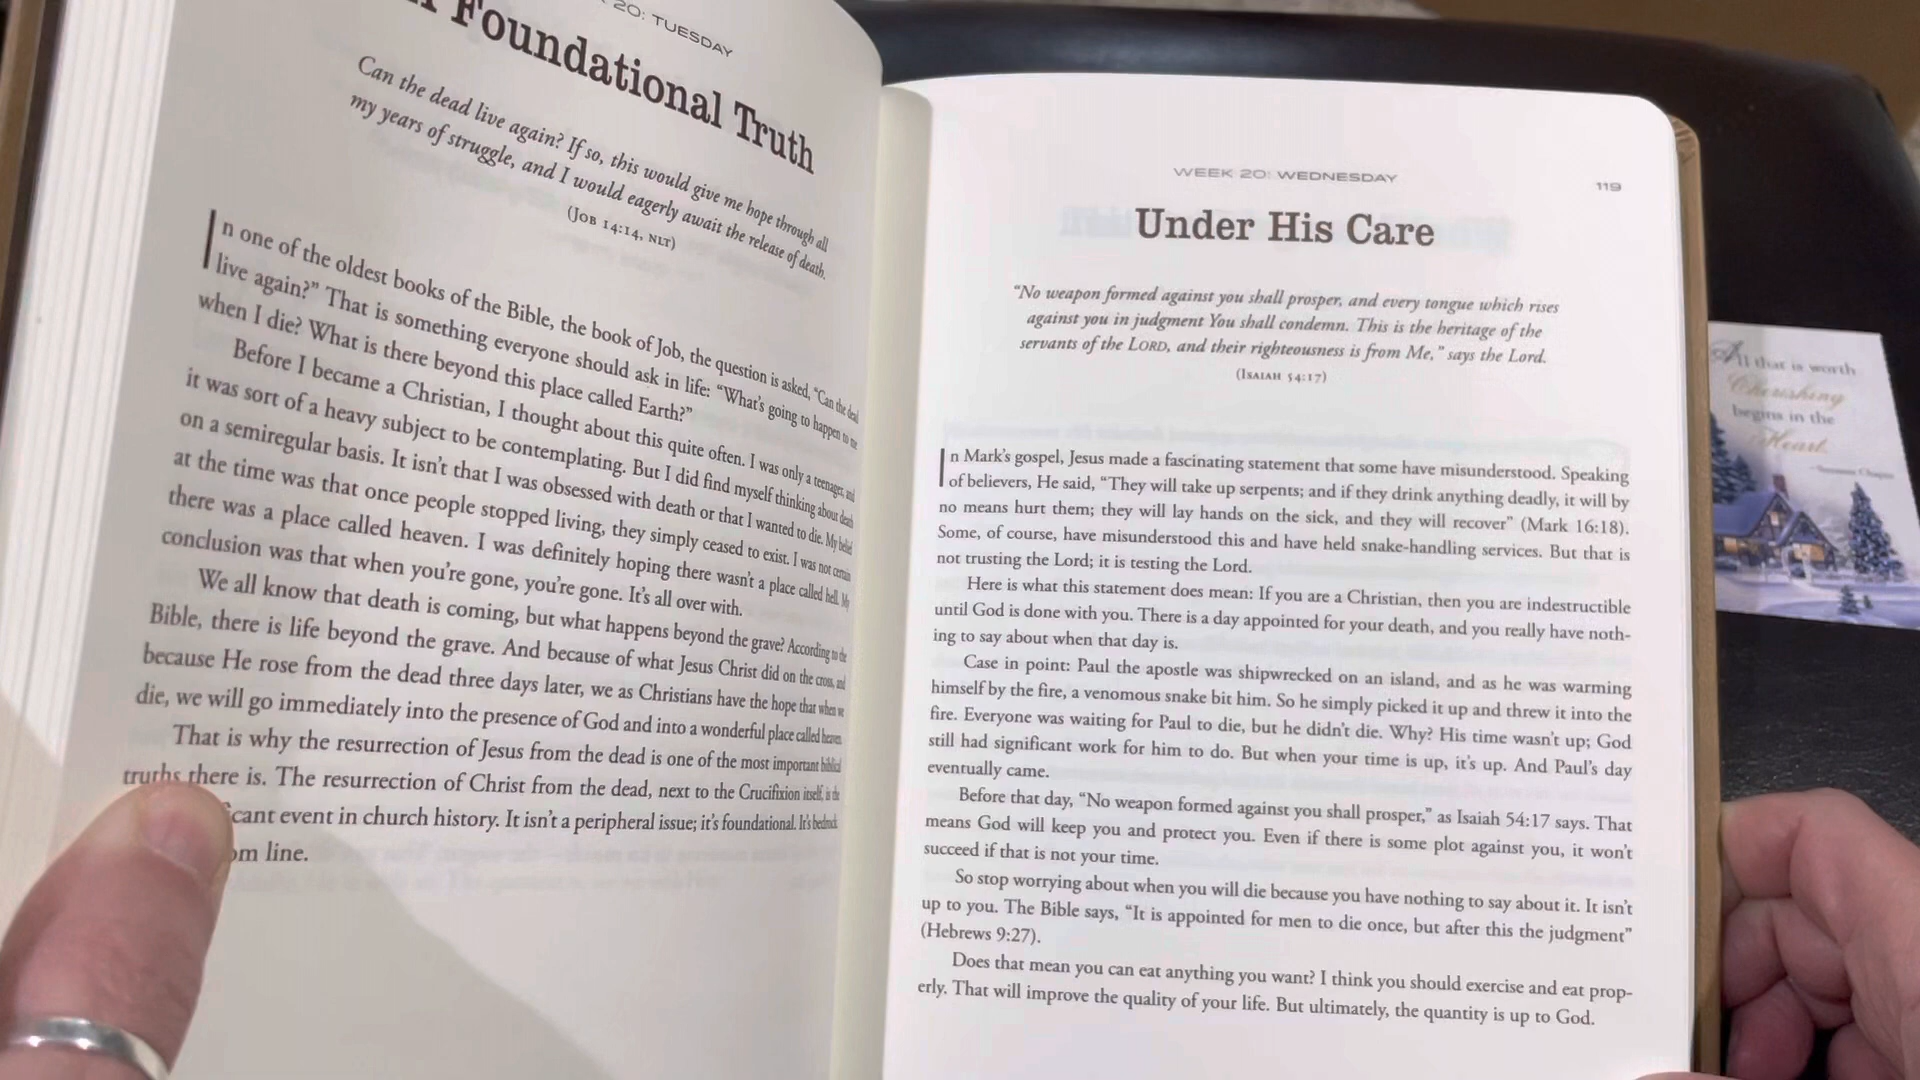 20: TUESDAY
Foundational Truth
Can the dead live again? If so, this would give me hope through all
my years of struggle, and I would eagerly await the release of death.
(JOB 14:14, NLT)
In one of the oldest books of the Bible, the book of Job, the question is asked, “Can the dead
live again?” That is something everyone should ask in life: “What’s going to happen to me
when I die? What is there beyond this place called Earth?”
Before I became a Christian, I thought about this quite often. I was only a teenager, and
it was sort of a heavy subject to be contemplating. But I did find myself thinking about death
on a semiregular basis. It isn’t that I was obsessed with death or that I wanted to die. My belief
at the time was that once people stopped living, they simply ceased to exist. I was not certain
there was a place called heaven. I was definitely hoping there wasn’t a place called hell. My
conclusion was that when you’re gone, you’re gone. It’s all over with.
We all know that death is coming, but what happens beyond the grave? According to the
Bible, there is life beyond the grave. And because of what Jesus Christ did on the cross, and
because He rose from the dead three days later, we as Christians have the hope that when we
die, we will go immediately into the presence of God and into a wonderful place called heaven.
That is why the resurrection of Jesus from the dead is one of the most important biblical
truths there is. The resurrection of Christ from the dead, next to the Crucifixion itself, is the
cant event in church history. It isn’t a peripheral issue; it’s foundational. It’s bedrock.
om line.
WEEK 20: WEDNESDAY
119
Under His Care
“No weapon formed against you shall prosper, and every tongue which rises
against you in judgment You shall condemn. This is the heritage of the
servants of the LORD, and their righteousness is from Me,” says the Lord.
(ISAIAH 54:17)
In Mark’s gospel, Jesus made a fascinating statement that some have misunderstood. Speaking
of believers, He said, “They will take up serpents; and if they drink anything deadly, it will by
no means hurt them; they will lay hands on the sick, and they will recover” (Mark 16:18).
Some, of course, have misunderstood this and have held snake-handling services. But that is
not trusting the Lord; it is testing the Lord.
Here is what this statement does mean: If you are a Christian, then you are indestructible
until God is done with you. There is a day appointed for your death, and you really have noth-
ing to say about when that day is.
Case in point: Paul the apostle was shipwrecked on an island, and as he was warming
himself by the fire, a venomous snake bit him. So he simply picked it up and threw it into the
fire. Everyone was waiting for Paul to die, but he didn’t die. Why? His time wasn’t up; God
still had significant work for him to do. But when your time is up, it’s up. And Paul’s day
eventually came.
Before that day, “No weapon formed against you shall prosper,” as Isaiah 54:17 says. That
means God will keep you and protect you. Even if there is some plot against you, it won’t
succeed if that is not your time.
So stop worrying about when you will die because you have nothing to say about it. It isn’t
up to you. The Bible says, “It is appointed for men to die once, but after this the judgment”
(Hebrews 9:27).
Does that mean you can eat anything you want? I think you should exercise and eat prop-
erly. That will improve the quality of your life. But ultimately, the quantity is up to God.
All that is worth
Cherishing
begins in the
Heart.